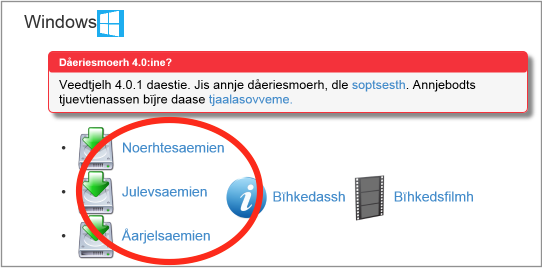 Windows
Dåeriesmoerh 4.0:ine?
Veedtjelh 4.0.1 daestie. Jis annje dåeriesmoerh, dle soptsesth. Annjebodts
tjuevtienassen bïjre daase tjaalasovveme.
Noerhtesaemien
Julevsaemien
Bïhkedassh
Bïhkedsfilmh
Åarjelsaemien